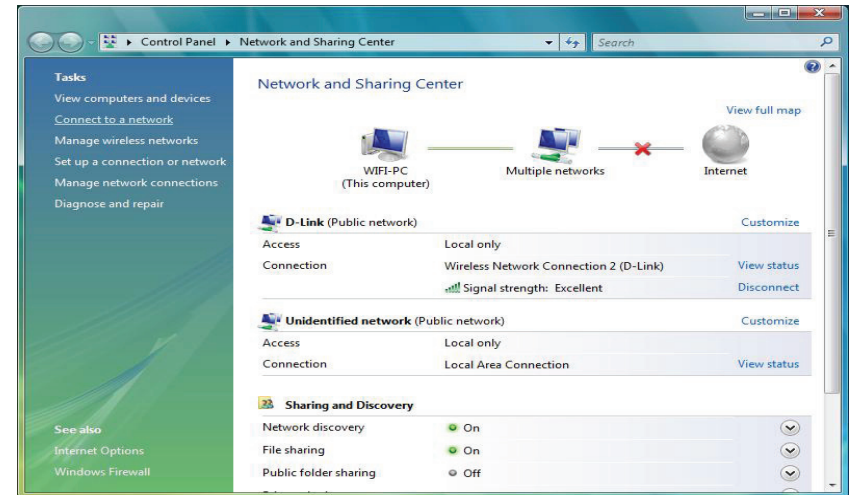 Control Panel Network and Sharing Center Search
Tasks
View computers and devices
Connect to a network
Manage wireless networks
Set up a connection or network
Manage network connections
Diagnose and repair
See also
Internet Options
Windows Firewall
Network and Sharing Center
View full map
WIFI-PC
(This computer)
Multiple networks
Internet
D-Link (Public network) Customize
Access Local only
Connection Wireless Network Connection 2 (D-Link) View status
Signal strength: Excellent Disconnect
Unidentified network (Public network) Customize
Access Local only
Connection Local Area Connection View status
Sharing and Discovery
Network discovery On
File sharing On
Public folder sharing Off